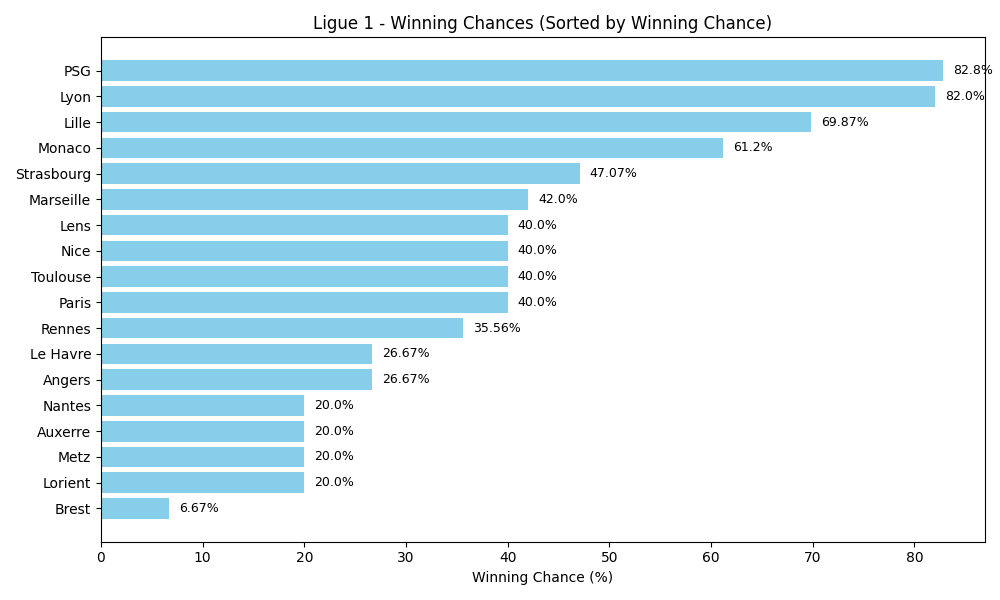 Ligue 1 - Winning Chances (Sorted by Winning Chance)
PSG 82.8%
Lyon 82.0%
Lille 69.87%
Monaco 61.2%
Strasbourg 47.07%
Marseille 42.0%
Lens 40.0%
Nice 40.0%
Toulouse 40.0%
Paris 40.0%
Rennes 35.56%
Le Havre 26.67%
Angers 26.67%
Nantes 20.0%
Auxerre 20.0%
Metz 20.0%
Lorient 20.0%
Brest 6.67%
0 10 20 30 40 50 60 70 80
Winning Chance (%)